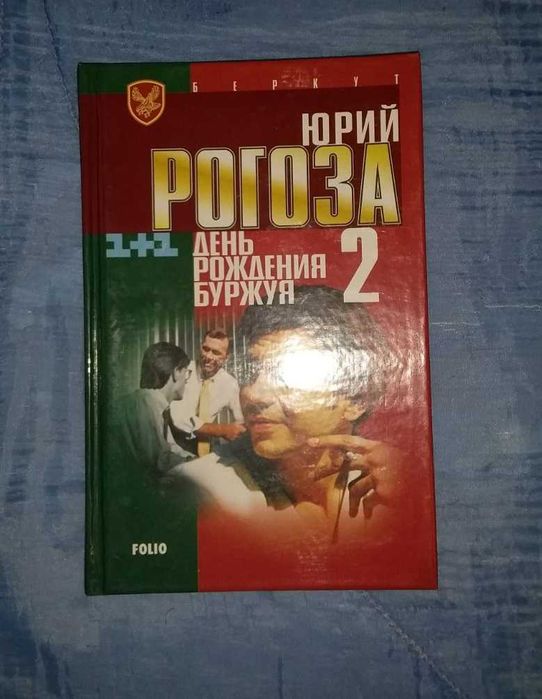 БЕРКУТ
ЮРИЙ
РОГОЗА
1+1 ДЕНЬ
РОЖДЕНИЯ
БУРЖУЯ 2
FOLIO